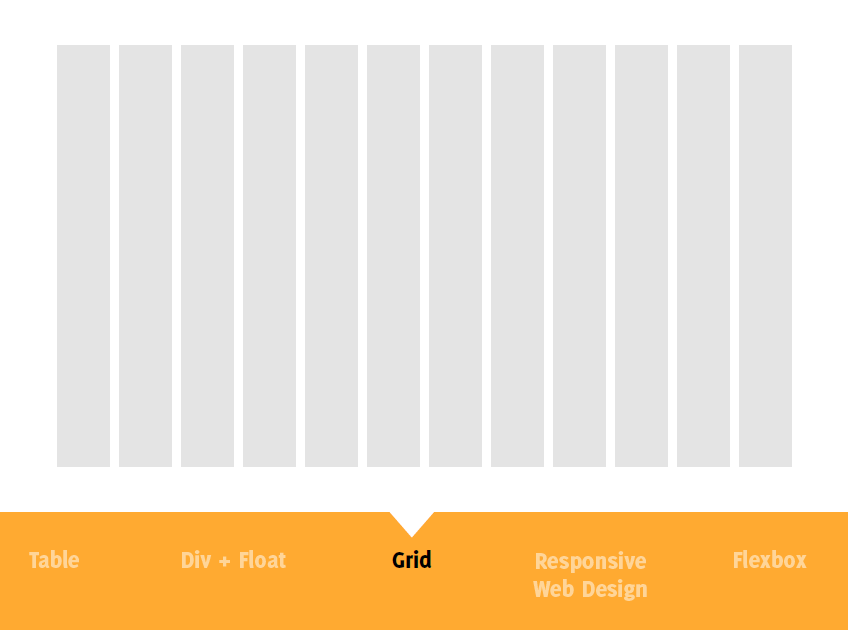 Table
Div + Float
Grid
Responsive
Web Design
Flexbox